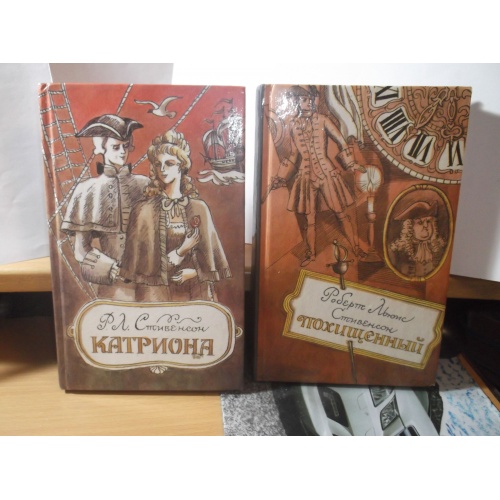 Р. Л. Стивенсон
КАТРИОНА
Роберт Льюис
Стивенсон
ПОХИЩЕННЫЙ